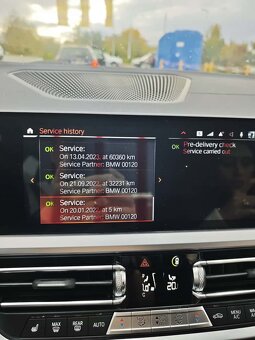 Service history
OK Service:
On 13.04.2023, at 60360 km
Service Partner: BMW 00120
OK Service:
On 21.09.2022, at 32231 km
Service Partner: BMW 00120
OK Service:
On 20.01.2022 at 5 km
Service Partner: BMW 00120
OK Pre-delivery check
Service carried out
MAX
REAR
AUTO
A/C